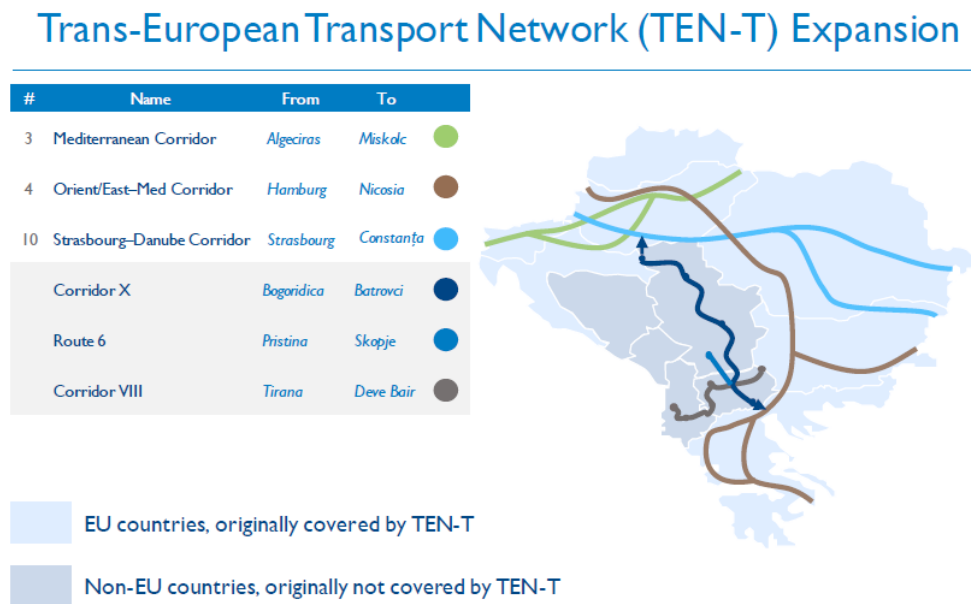 Trans-European Transport Network (TEN-T) Expansion
# Name From To
3 Mediterranean Corridor Algeciras Miskolc
4 Orient/East–Med Corridor Hamburg Nicosia
10 Strasbourg–Danube Corridor Strasbourg Constanța
Corridor X Bogoridica Batrovci
Route 6 Pristina Skopje
Corridor VIII Tirana Deve Bair
EU countries, originally covered by TEN-T
Non-EU countries, originally not covered by TEN-T